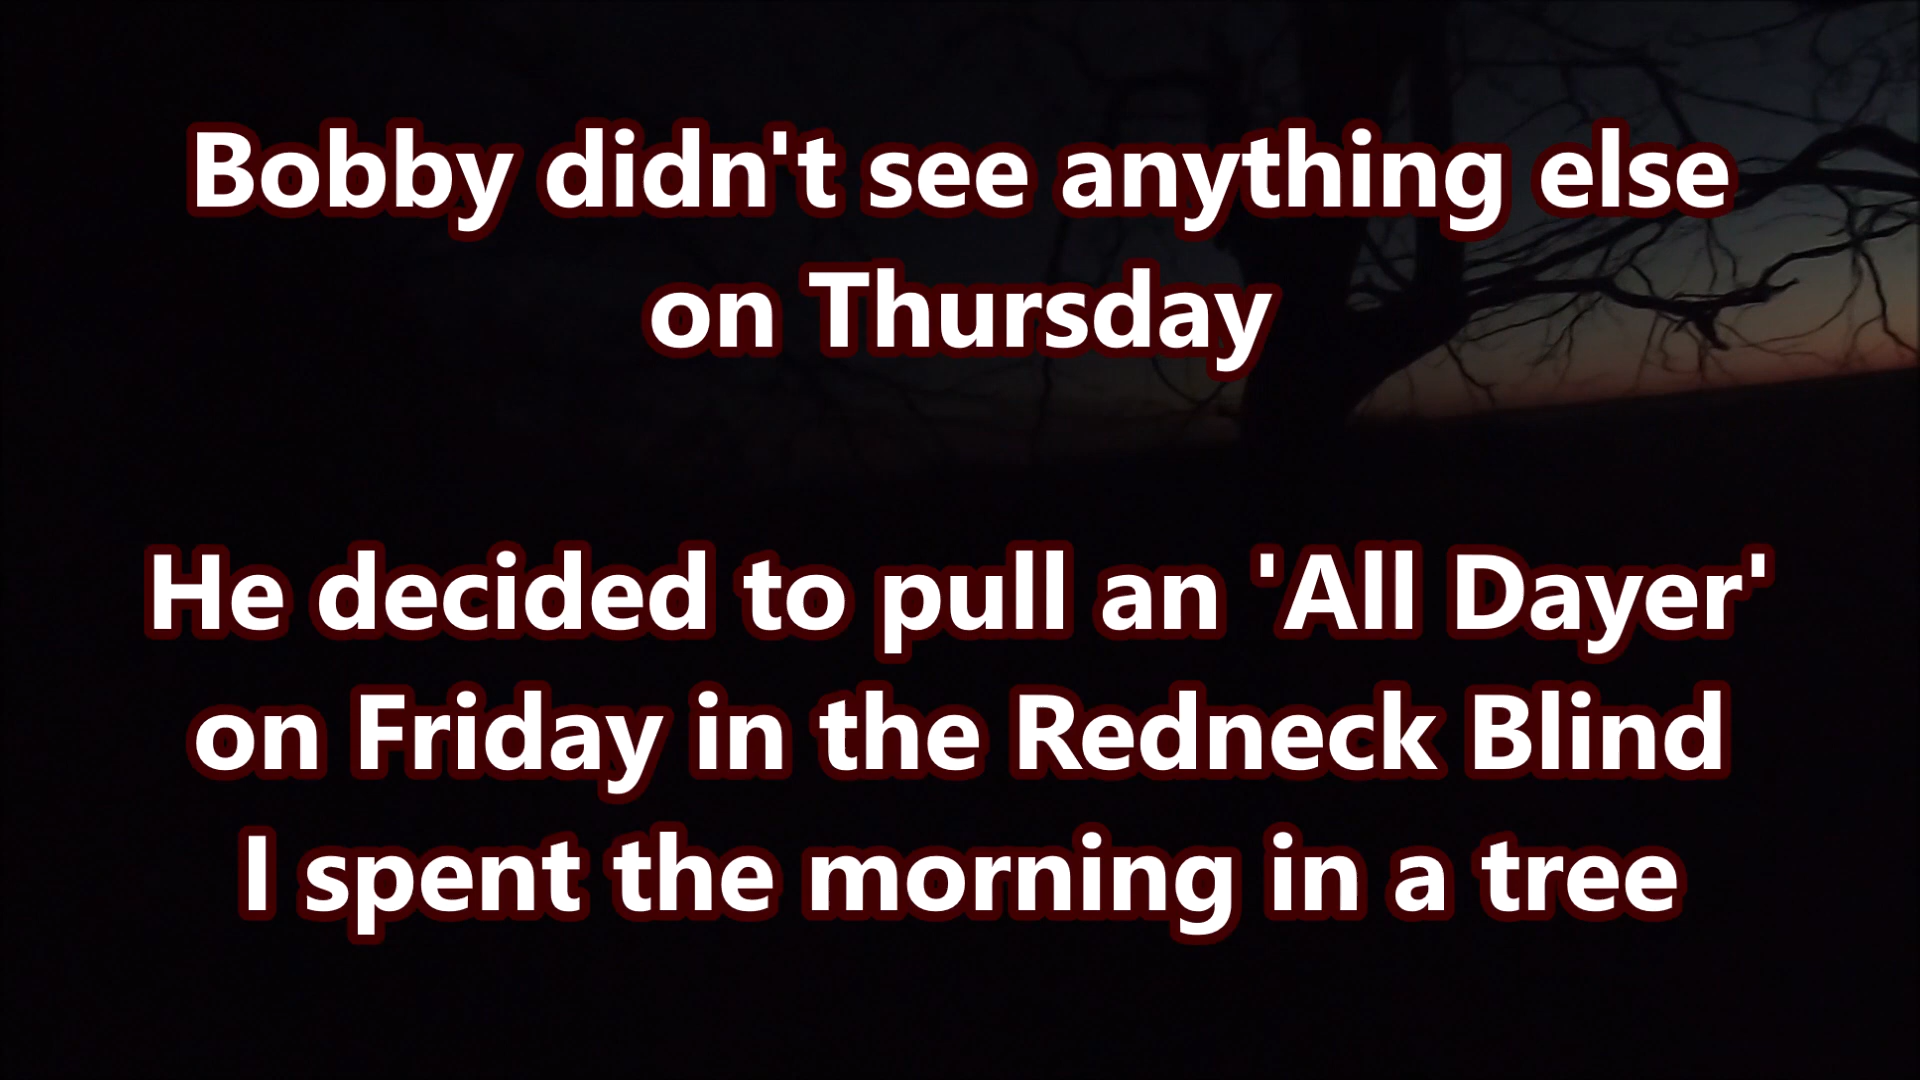 Bobby didn't see anything else
on Thursday
He decided to pull an 'All Dayer'
on Friday in the Redneck Blind
I spent the morning in a tree